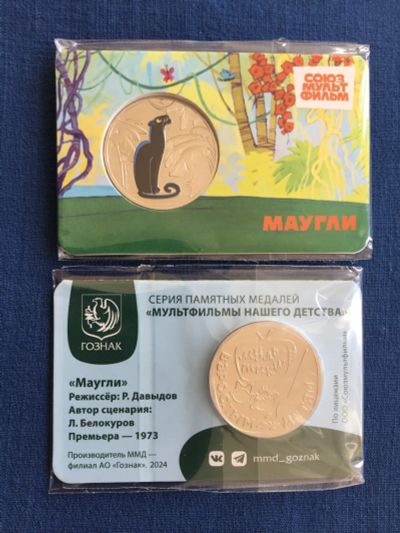 СОЮЗ
МУЛЬТ
ФИЛЬМ
МАУГЛИ
ГОЗНАК
СЕРИЯ ПАМЯТНЫХ МЕДАЛЕЙ
«МУЛЬТФИЛЬМЫ НАШЕГО ДЕТСТВА»
«Маугли»
Режиссёр: Р. Давыдов
Автор сценария:
Л. Белокуров
Премьера — 1973
Производитель ММД —
филиал АО «Гознак». 2024
mmd_goznak
По лицензии
ООО «Союзмультфильм»